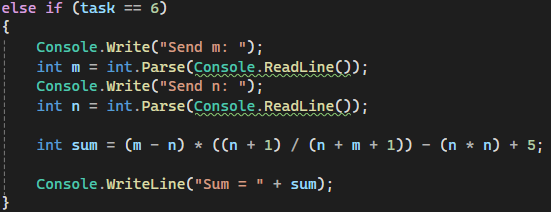 else if (task == 6)
{
Console.Write("Send m: ");
int m = int.Parse(Console.ReadLine());
Console.Write("Send n: ");
int n = int.Parse(Console.ReadLine());
int sum = (m - n) * ((n + 1) / (n + m + 1)) - (n * n) + 5;
Console.WriteLine("Sum = " + sum);
}